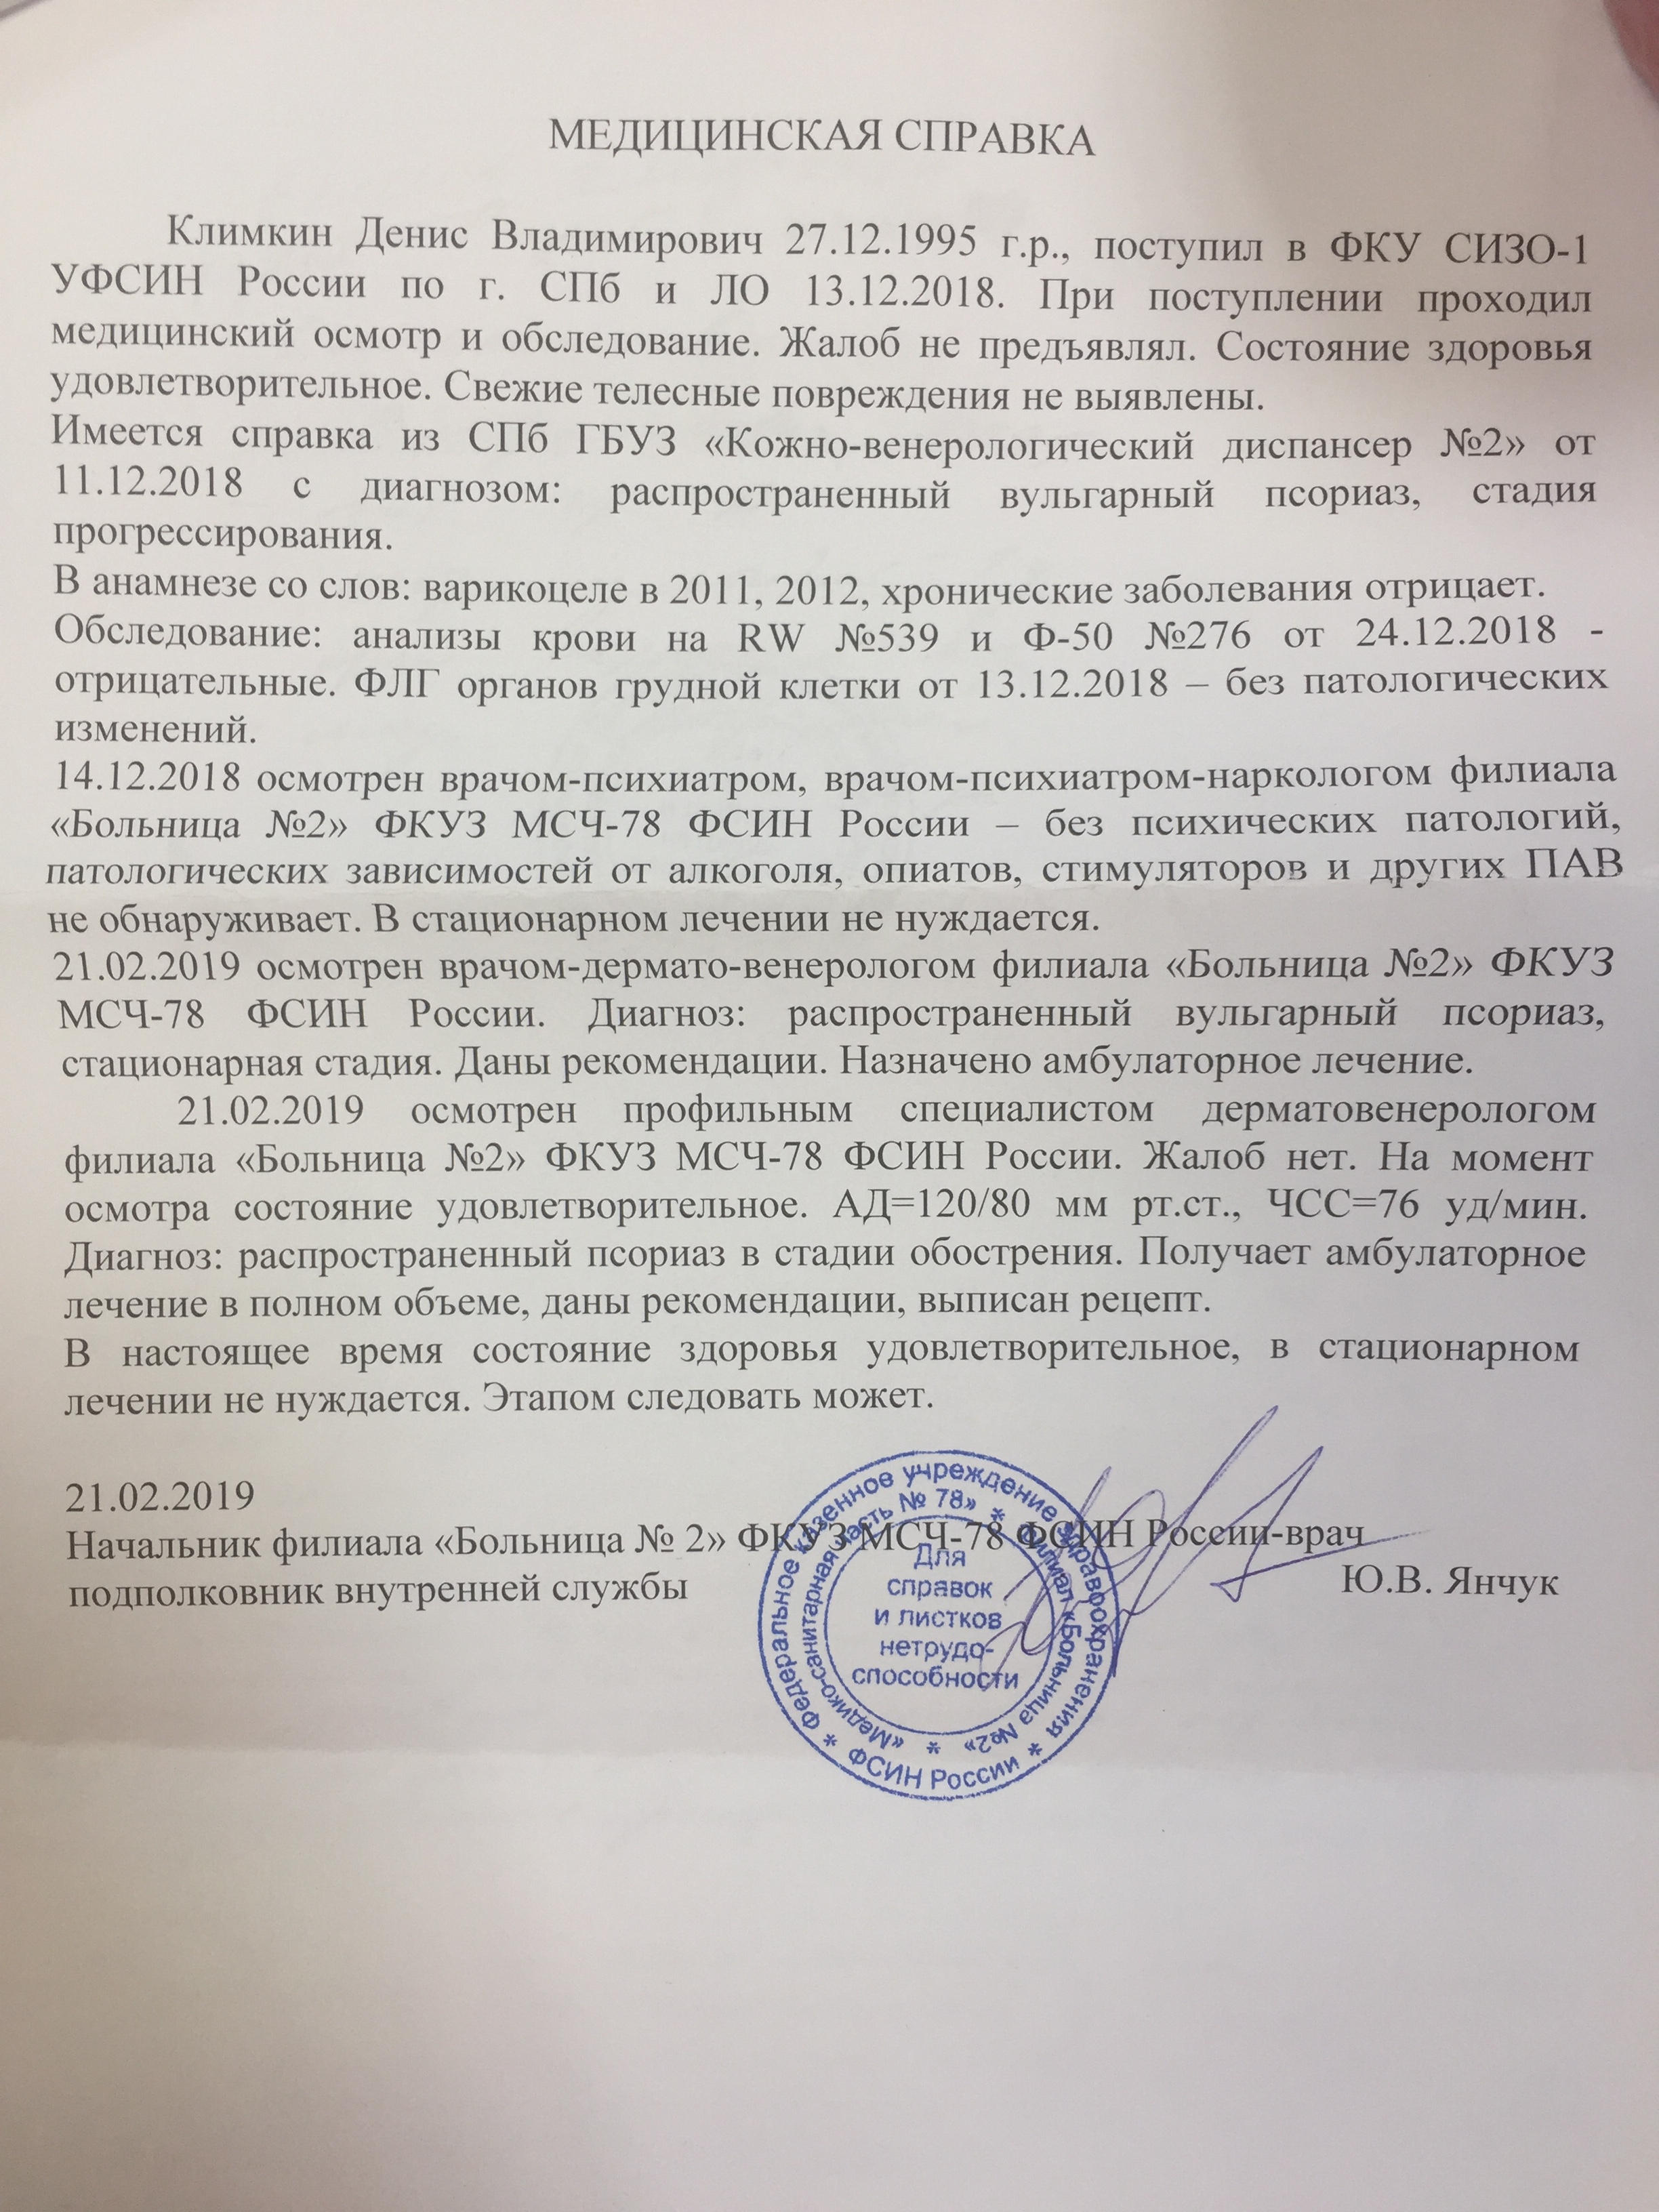 МЕДИЦИНСКАЯ СПРАВКА
Климкин Денис Владимирович 27.12.1995 г.р., поступил в ФКУ СИЗО-1
УФСИН России по г. СПб и ЛО 13.12.2018. При поступлении проходил
медицинский осмотр и обследование. Жалоб не предъявлял. Состояние здоровья
удовлетворительное. Свежие телесные повреждения не выявлены.
Имеется справка из СПб ГБУЗ «Кожно-венерологический диспансер №2» от
11.12.2018 с диагнозом: распространенный вульгарный псориаз, стадия
прогрессирования.
В анамнезе со слов: варикоцеле в 2011, 2012, хронические заболевания отрицает.
Обследование: анализы крови на RW №539 и Ф-50 №276 от 24.12.2018 -
отрицательные. ФЛГ органов грудной клетки от 13.12.2018 – без патологических
изменений.
14.12.2018 осмотрен врачом-психиатром, врачом-психиатром-наркологом филиала
«Больница №2» ФКУЗ МСЧ-78 ФСИН России – без психических патологий,
патологических зависимостей от алкоголя, опиатов, стимуляторов и других ПАВ
не обнаруживает. В стационарном лечении не нуждается.
21.02.2019 осмотрен врачом-дермато-венерологом филиала «Больница №2» ФКУЗ
МСЧ-78 ФСИН России. Диагноз: распространенный вульгарный псориаз,
стационарная стадия. Даны рекомендации. Назначено амбулаторное лечение.
21.02.2019 осмотрен профильным специалистом дерматовенерологом
филиала «Больница №2» ФКУЗ МСЧ-78 ФСИН России. Жалоб нет. На момент
осмотра состояние удовлетворительное. АД=120/80 мм рт.ст., ЧСС=76 уд/мин.
Диагноз: распространенный псориаз в стадии обострения. Получает амбулаторное
лечение в полном объеме, даны рекомендации, выписан рецепт.
В настоящее время состояние здоровья удовлетворительное, в стационарном
лечении не нуждается. Этапом следовать может.
21.02.2019
Начальник филиала «Больница № 2» ФКУЗ МСЧ-78 ФСИН России-врач
подполковник внутренней службы Ю.В. Янчук
* Федеральное казенное учреждение здравоохранения * ФСИН России
«Медико-санитарная часть № 78» * филиал «Больница №2» *
Для
справок
и листков
нетрудо-
способности